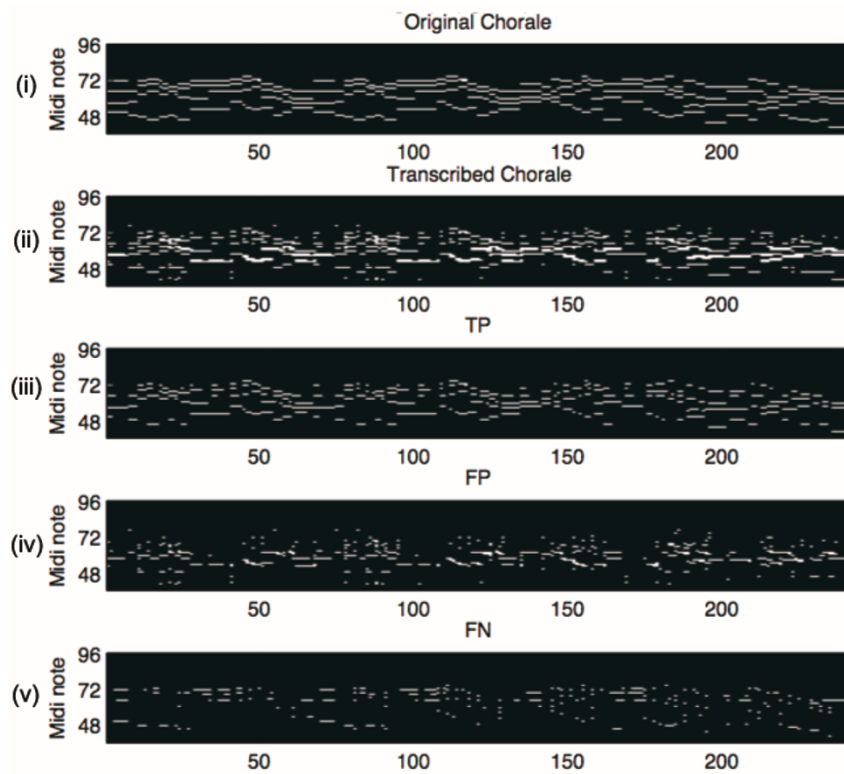 Original Chorale
(i)
Midi note
96
72
48
50 100 150 200
Transcribed Chorale
(ii)
Midi note
96
72
48
50 100 150 200
TP
(iii)
Midi note
96
72
48
50 100 150 200
FP
(iv)
Midi note
96
72
48
50 100 150 200
FN
(v)
Midi note
96
72
48
50 100 150 200